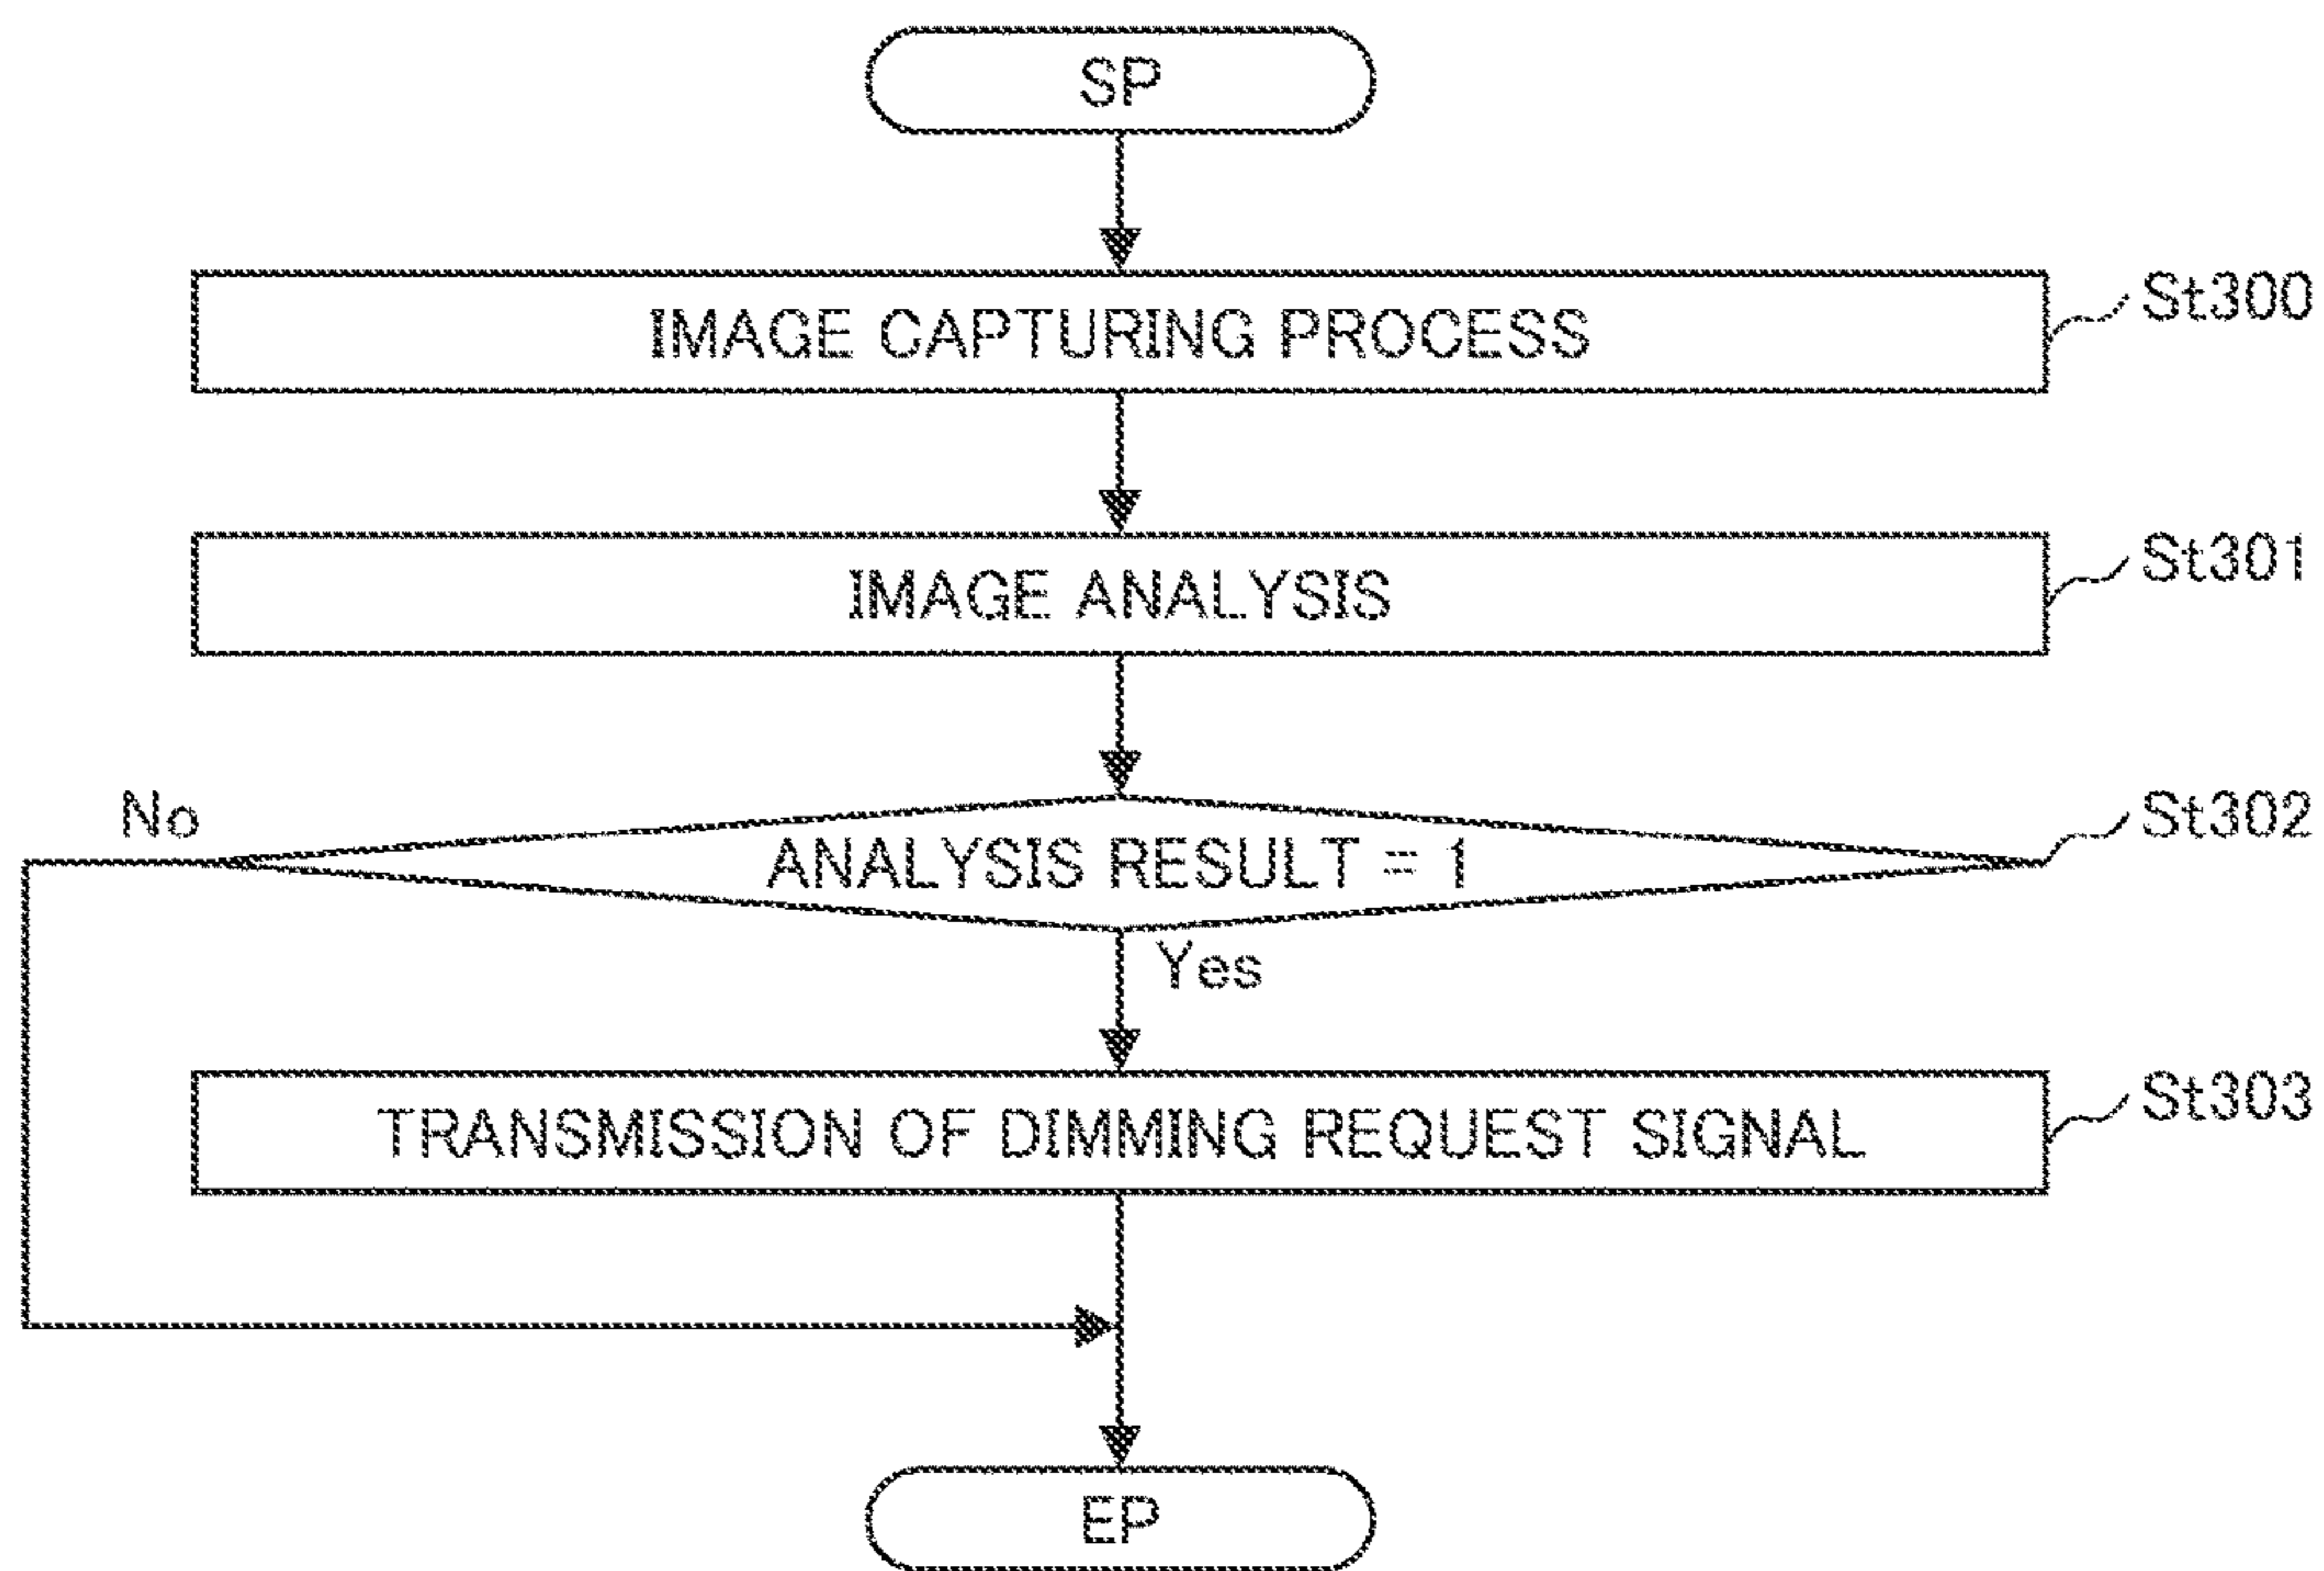 SP
IMAGE CAPTURING PROCESS
St300
IMAGE ANALYSIS
St301
No
ANALYSIS RESULT = 1
St302
Yes
TRANSMISSION OF DIMMING REQUEST SIGNAL
St303
EP